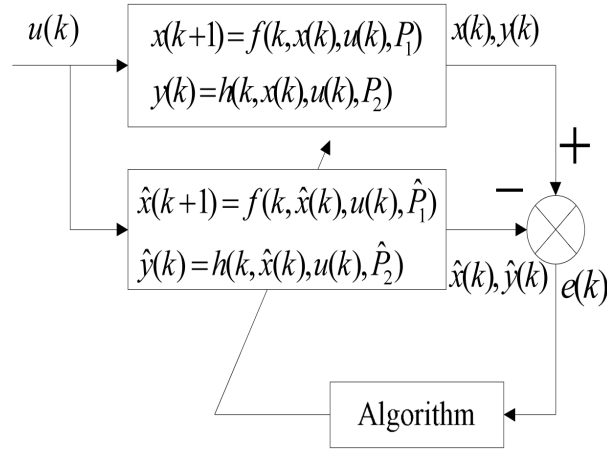 u(k)
x(k+1) = f(k, x(k), u(k), P₁)
y(k) = h(k, x(k), u(k), P₂)
x(k), y(k)
+
−
x̂(k+1) = f(k, x̂(k), u(k), P̂₁)
ŷ(k) = h(k, x̂(k), u(k), P̂₂)
x̂(k), ŷ(k)
e(k)
Algorithm